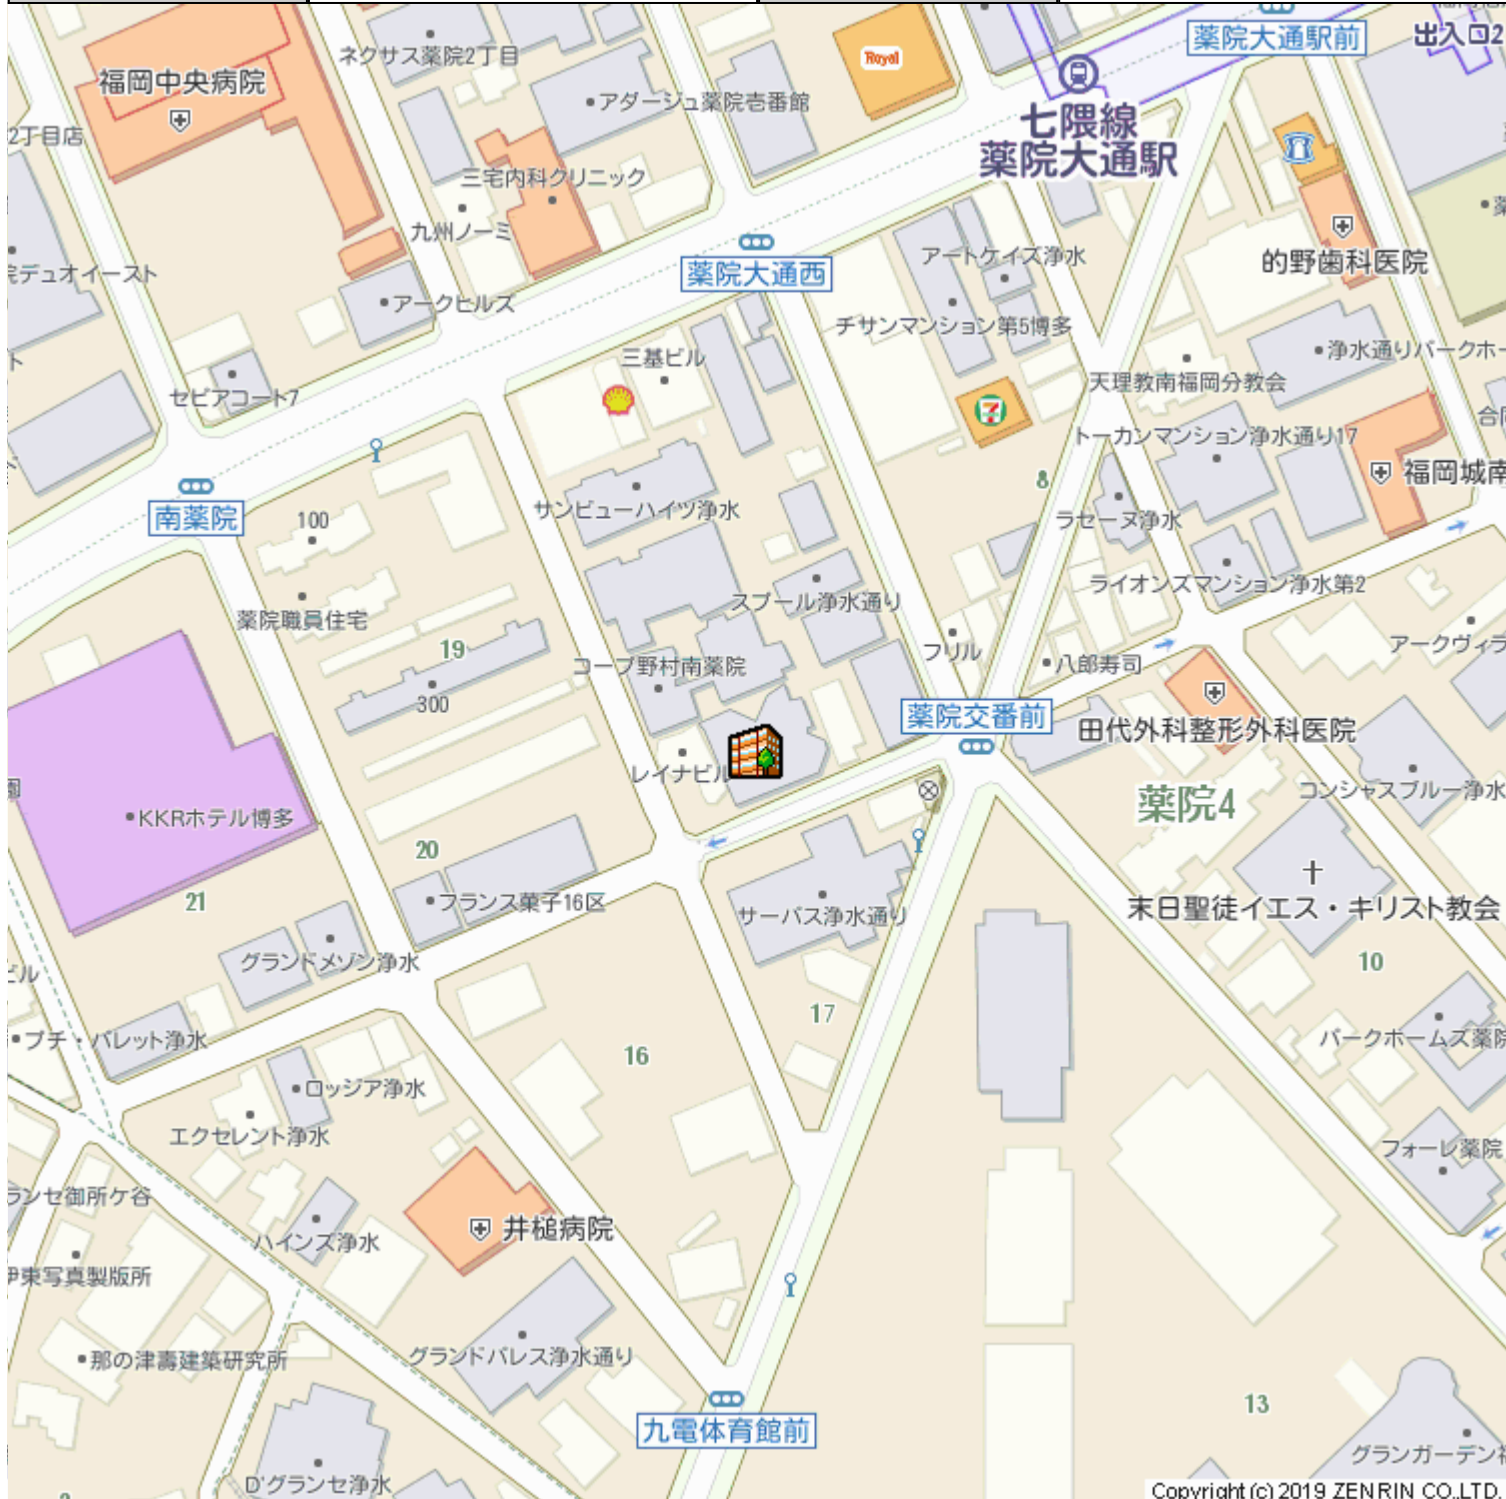 薬院大通駅前
出入口2
ネクサス薬院2丁目
Royal
福岡中央病院
アダージュ薬院壱番館
七隈線
薬院大通駅
2丁目店
三宅内科クリニック
九州ノーミ
薬院大通西
アートケイズ浄水
的野歯科医院
デュオイースト
アークヒルズ
チサンマンション第5博多
三基ビル
浄水通りパークホー
ト
天理教南福岡分教会
セピアコート7
7
トーカンマンション浄水通り17
福岡城南
8
サンビューハイツ浄水
南薬院
100
ラセーヌ浄水
ライオンズマンション浄水第2
スプール浄水通り
薬院職員住宅
19
フリル
八郎寿司
アークヴィラ
コープ野村南薬院
300
薬院交番前
田代外科整形外科医院
レイナビル
コンシャスブルー浄水
薬院4
KKRホテル博多
20
21
フランス菓子16区
サーパス浄水通り
末日聖徒イエス・キリスト教会
グランドメゾン浄水
10
ビル
17
プチ・パレット浄水
16
パークホームズ薬院
ロッジア浄水
エクセレント浄水
フォーレ薬院
ランセ御所ケ谷
井槌病院
ハインズ浄水
伊東写真製版所
那の津壽建築研究所
グランドパレス浄水通り
13
九電体育館前
グランガーデン
D'グランセ浄水
Copyright (c) 2019 ZENRIN CO.,LTD.